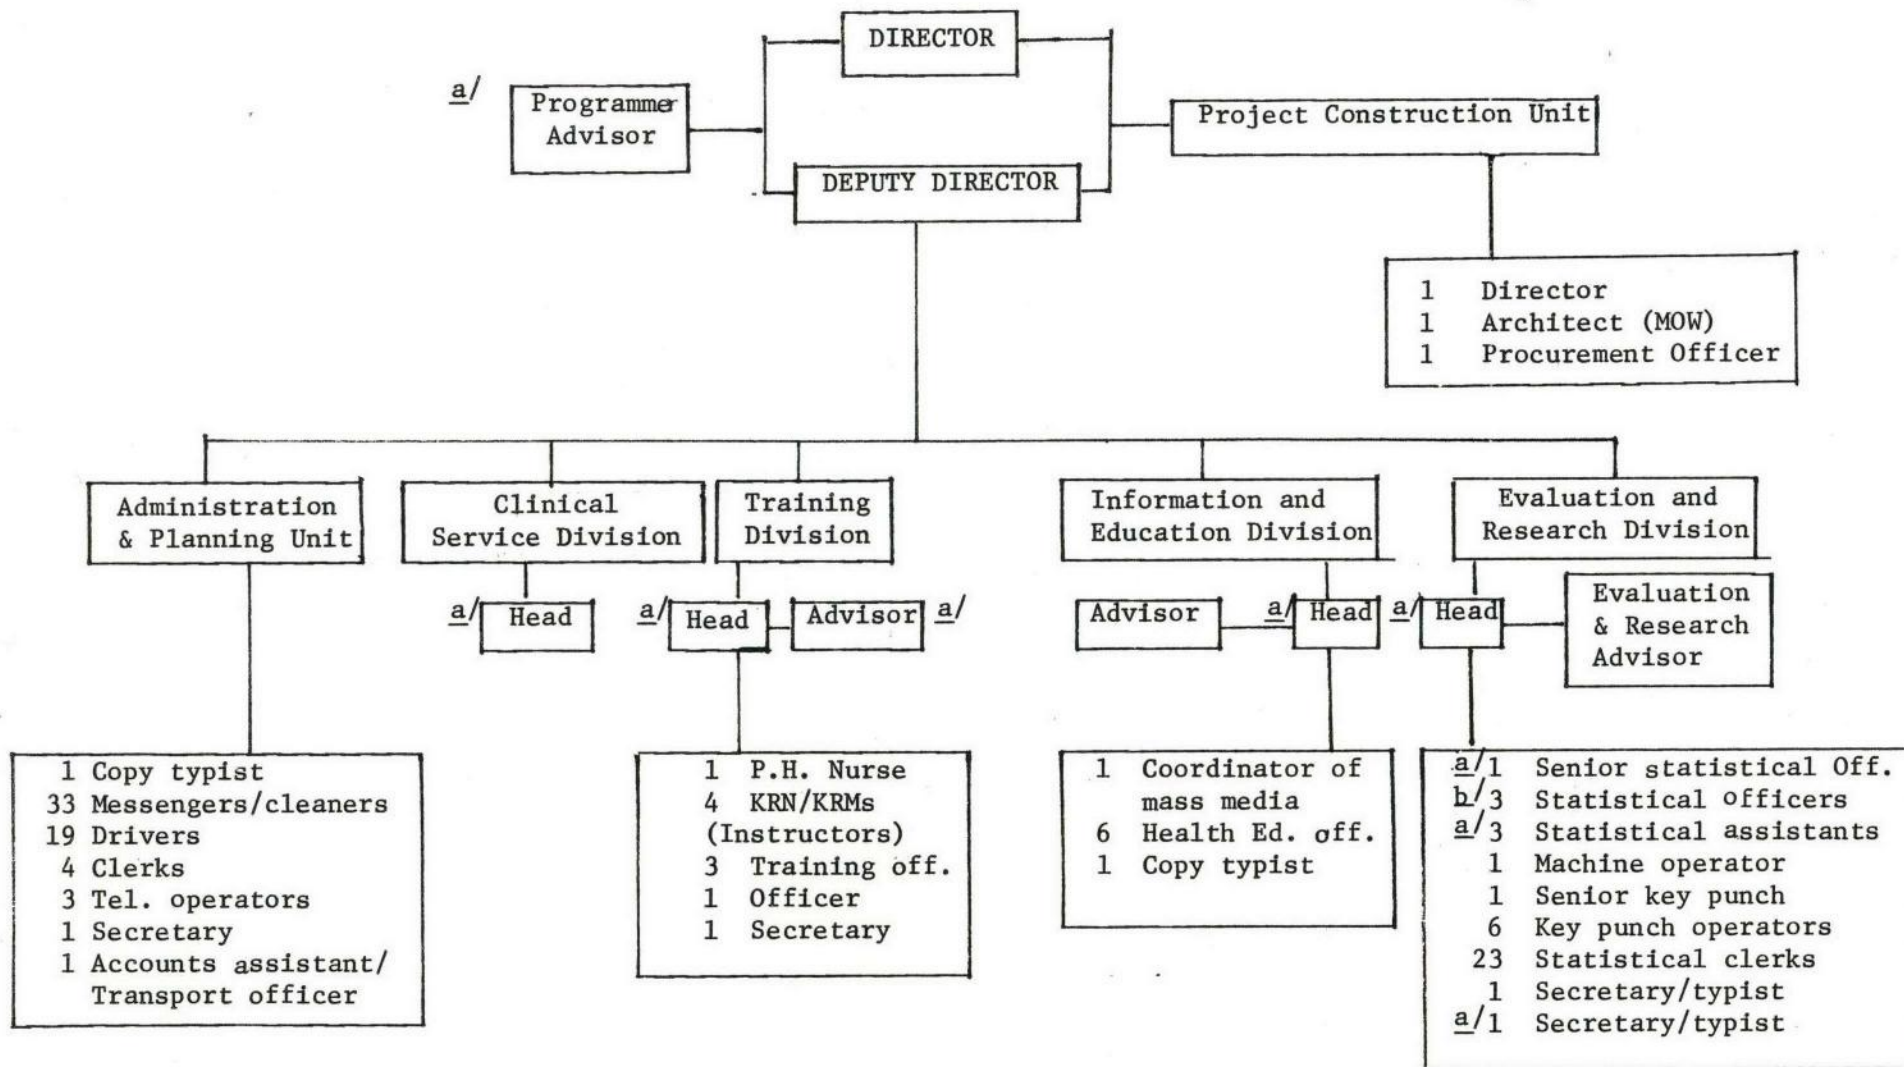 DIRECTOR
a/
Programme
Advisor
Project Construction Unit
DEPUTY DIRECTOR
1 Director
1 Architect (MOW)
1 Procurement Officer
Administration
& Planning Unit
Clinical
Service Division
Training
Division
Information and
Education Division
Evaluation and
Research Division
a/ Head
a/ Head
Advisor a/
Advisor
a/ Head
a/ Head
Evaluation
& Research
Advisor
1 Copy typist
33 Messengers/cleaners
19 Drivers
4 Clerks
3 Tel. operators
1 Secretary
1 Accounts assistant/
Transport officer
1 P.H. Nurse
4 KRN/KRMs
(Instructors)
3 Training off.
1 Officer
1 Secretary
1 Coordinator of
mass media
6 Health Ed. off.
1 Copy typist
a/1 Senior statistical Off.
b/3 Statistical officers
a/3 Statistical assistants
1 Machine operator
1 Senior key punch
6 Key punch operators
23 Statistical clerks
1 Secretary/typist
a/1 Secretary/typist